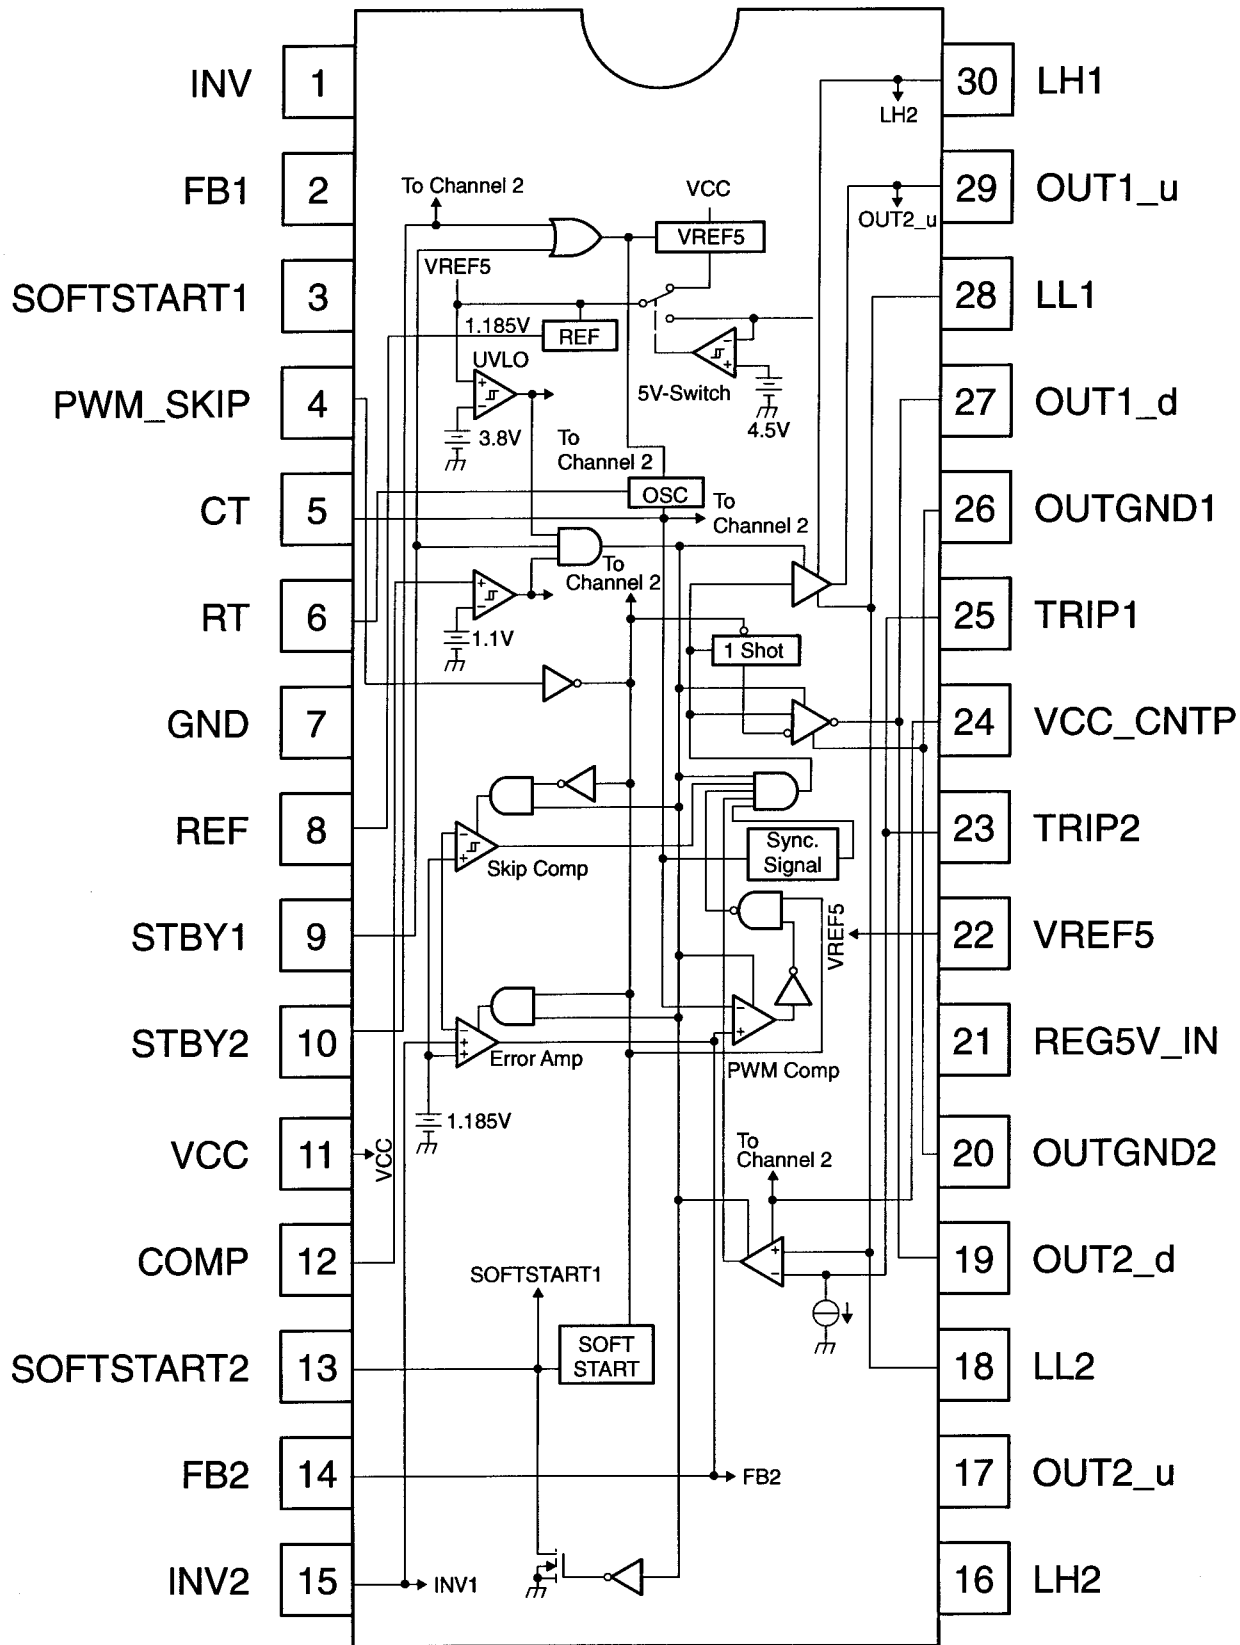 INV 1
FB1 2
SOFTSTART1 3
PWM_SKIP 4
CT 5
RT 6
GND 7
REF 8
STBY1 9
STBY2 10
VCC 11
COMP 12
SOFTSTART2 13
FB2 14
INV2 15
30 LH1
29 OUT1_u
28 LL1
27 OUT1_d
26 OUTGND1
25 TRIP1
24 VCC_CNTP
23 TRIP2
22 VREF5
21 REG5V_IN
20 OUTGND2
19 OUT2_d
18 LL2
17 OUT2_u
16 LH2
LH2
To Channel 2
VCC
OUT2_u
VREF5
VREF5
1.185V
REF
UVLO
5V-Switch
3.8V
4.5V
To
Channel 2
OSC
To
Channel 2
To
Channel 2
1.1V
1 Shot
Sync.
Signal
Skip Comp
VREF5
Error Amp
PWM Comp
1.185V
VCC
To
Channel 2
SOFTSTART1
SOFT
START
FB2
INV1
+
−
+
−
+
−
−
+
−
+
+
−
+
−
+
+
−